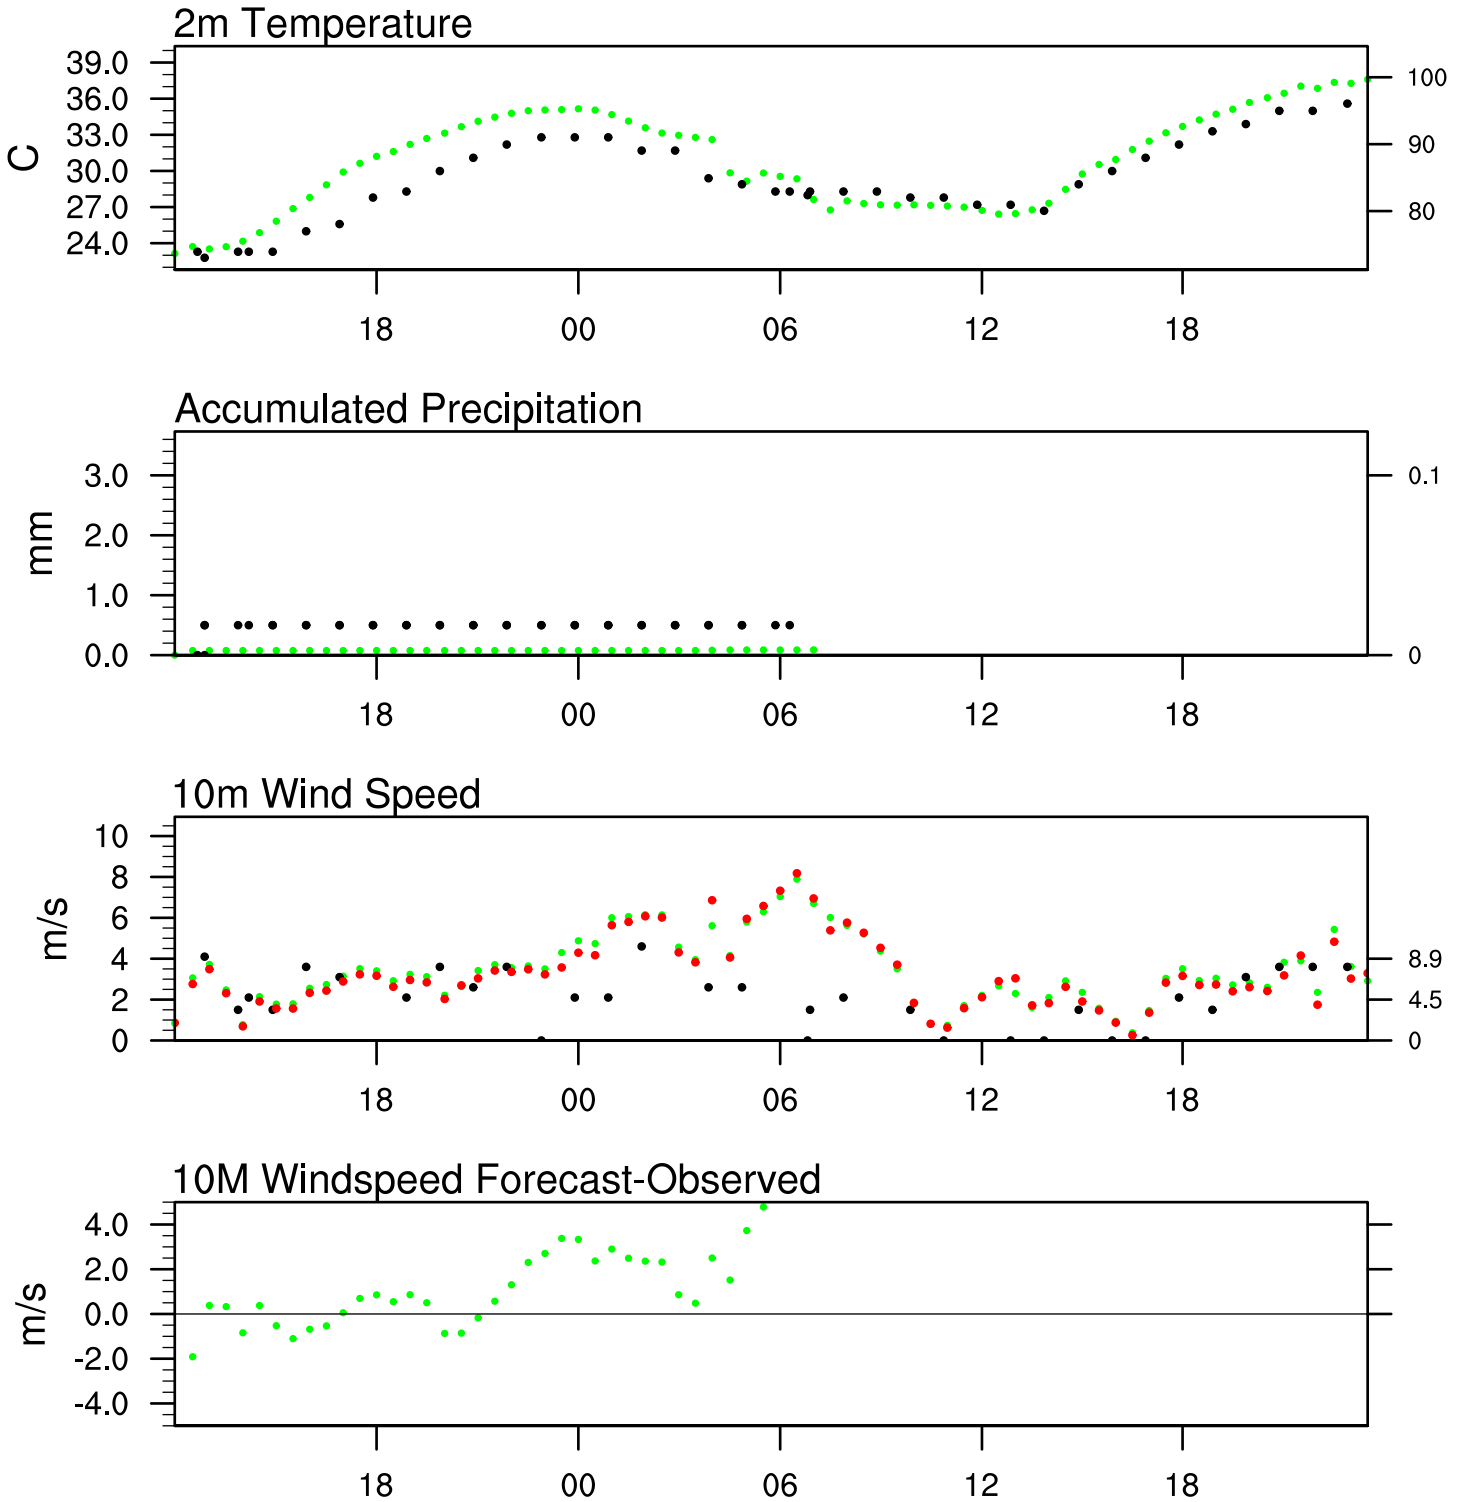 2m Temperature
39.0
36.0
33.0
30.0
27.0
24.0
C
100
90
80
18 00 06 12 18
Accumulated Precipitation
3.0
2.0
1.0
0.0
mm
0.1
0
18 00 06 12 18
10m Wind Speed
10
8
6
4
2
0
m/s
8.9
4.5
0
18 00 06 12 18
10M Windspeed Forecast-Observed
4.0
2.0
0.0
-2.0
-4.0
m/s
18 00 06 12 18